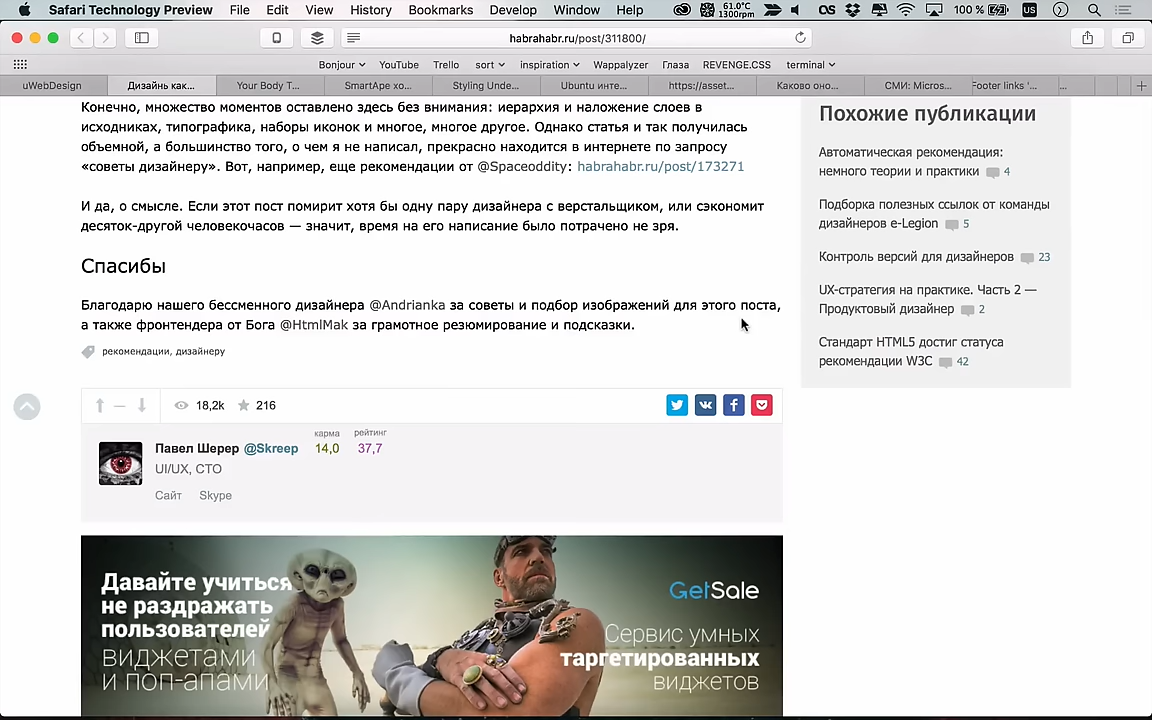 Safari Technology Preview File Edit View History Bookmarks Develop Window Help 61.0°C 1300rpm 100 % US
habrahabr.ru/post/311800/
Bonjour YouTube Trello sort inspiration Wappalyzer Глаза REVENGE.CSS terminal
uWebDesign Дизайнь как... Your Body T... SmartApe хо... Styling Unde... Ubuntu инте... https://asset... Каково оно... СМИ: Micros... Footer links '...
Конечно, множество моментов оставлено здесь без внимания: иерархия и наложение слоев в
исходниках, типографика, наборы иконок и многое, многое другое. Однако статья и так получилась
объемной, а большинство того, о чем я не написал, прекрасно находится в интернете по запросу
«советы дизайнеру». Вот, например, еще рекомендации от @Spaceoddity: habrahabr.ru/post/173271
И да, о смысле. Если этот пост помирит хотя бы одну пару дизайнера с верстальщиком, или сэкономит
десяток-другой человекочасов — значит, время на его написание было потрачено не зря.
Спасибы
Благодарю нашего бессменного дизайнера @Andrianka за советы и подбор изображений для этого поста,
а также фронтендера от Бога @HtmlMak за грамотное резюмирование и подсказки.
рекомендации, дизайнеру
18,2k 216
Павел Шерер @Skreep
карма
14,0
рейтинг
37,7
UI/UX, CTO
Сайт Skype
Давайте учиться
не раздражать
пользователей
виджетами
и поп-апами
GetSale
Сервис умных
таргетированных
виджетов
Похожие публикации
Автоматическая рекомендация:
немного теории и практики 4
Подборка полезных ссылок от команды
дизайнеров e-Legion 5
Контроль версий для дизайнеров 23
UX-стратегия на практике. Часть 2 —
Продуктовый дизайнер 2
Стандарт HTML5 достиг статуса
рекомендации W3C 42